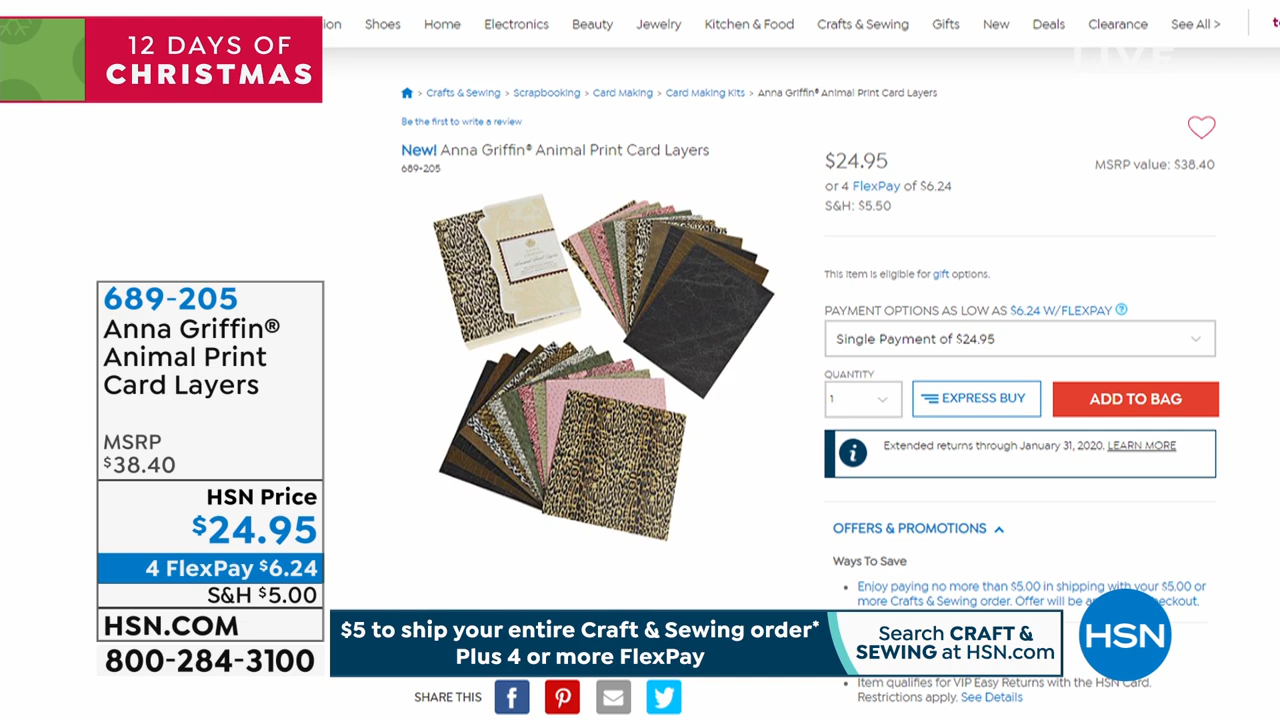 12 DAYS OF
CHRISTMAS
Shoes Home Electronics Beauty Jewelry Kitchen & Food Crafts & Sewing Gifts New Deals Clearance See All >
LIVE
> Crafts & Sewing > Scrapbooking > Card Making > Card Making Kits > Anna Griffin® Animal Print Card Layers
Be the first to write a review
New! Anna Griffin® Animal Print Card Layers
689-205
$24.95
MSRP value: $38.40
or 4 FlexPay of $6.24
S&H: $5.50
This item is eligible for gift options.
PAYMENT OPTIONS AS LOW AS $6.24 W/FLEXPAY ?
Single Payment of $24.95
QUANTITY
1
EXPRESS BUY
ADD TO BAG
i
Extended returns through January 31, 2020. LEARN MORE
OFFERS & PROMOTIONS
Ways To Save
• Enjoy paying no more than $5.00 in shipping with your $5.00 or
more Crafts & Sewing order. Offer will be
• Item qualifies for VIP Easy Returns with the HSN Card.
Restrictions apply. See Details
689-205
Anna Griffin®
Animal Print
Card Layers
MSRP
$38.40
HSN Price
$24.95
4 FlexPay $6.24
S&H $5.00
HSN.COM
800-284-3100
$5 to ship your entire Craft & Sewing order*
Plus 4 or more FlexPay
Search CRAFT &
SEWING at HSN.com
HSN
SHARE THIS